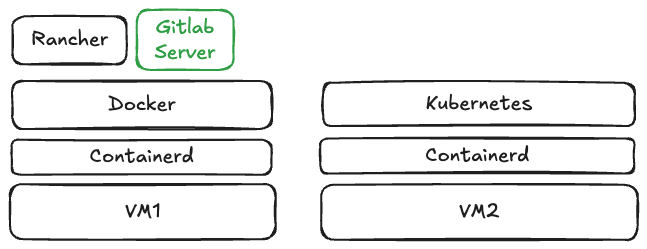 Rancher
Gitlab
Server
Docker
Kubernetes
Containerd
Containerd
VM1
VM2